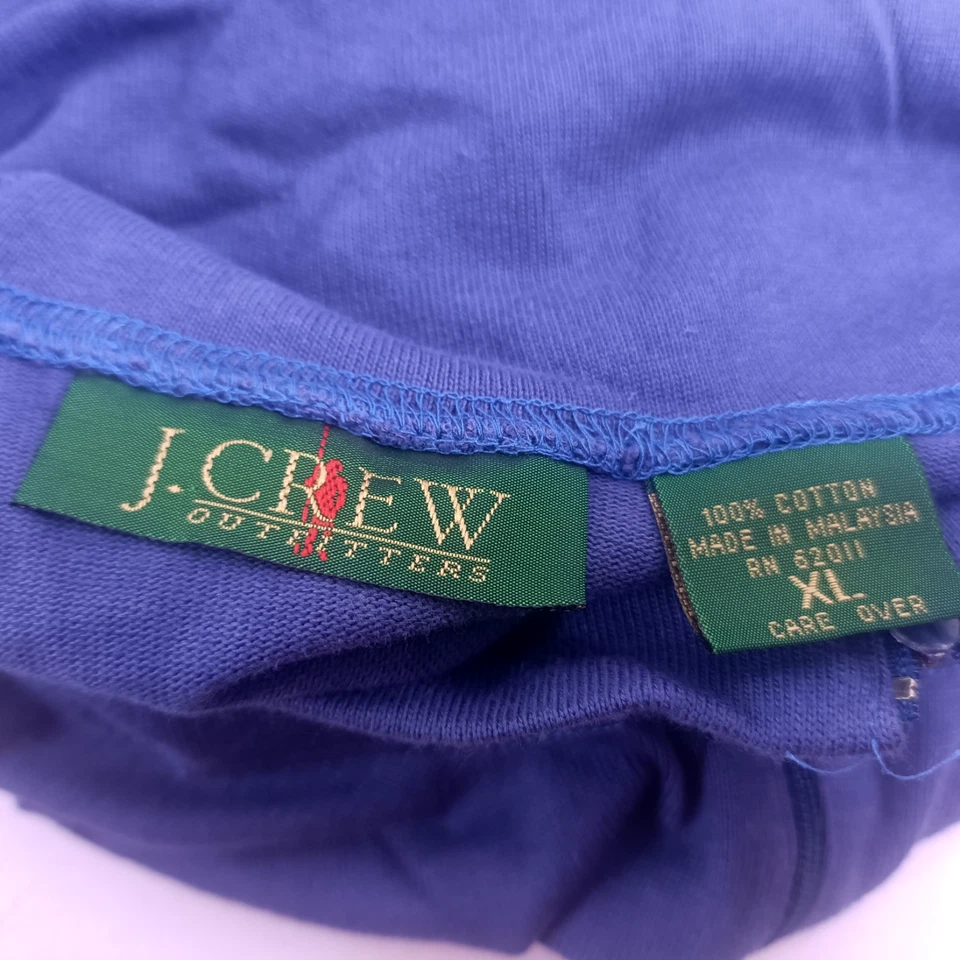 J.CREW
OUTFITTERS
100% COTTON
MADE IN MALAYSIA
RN 62011
XL
CARE OVER